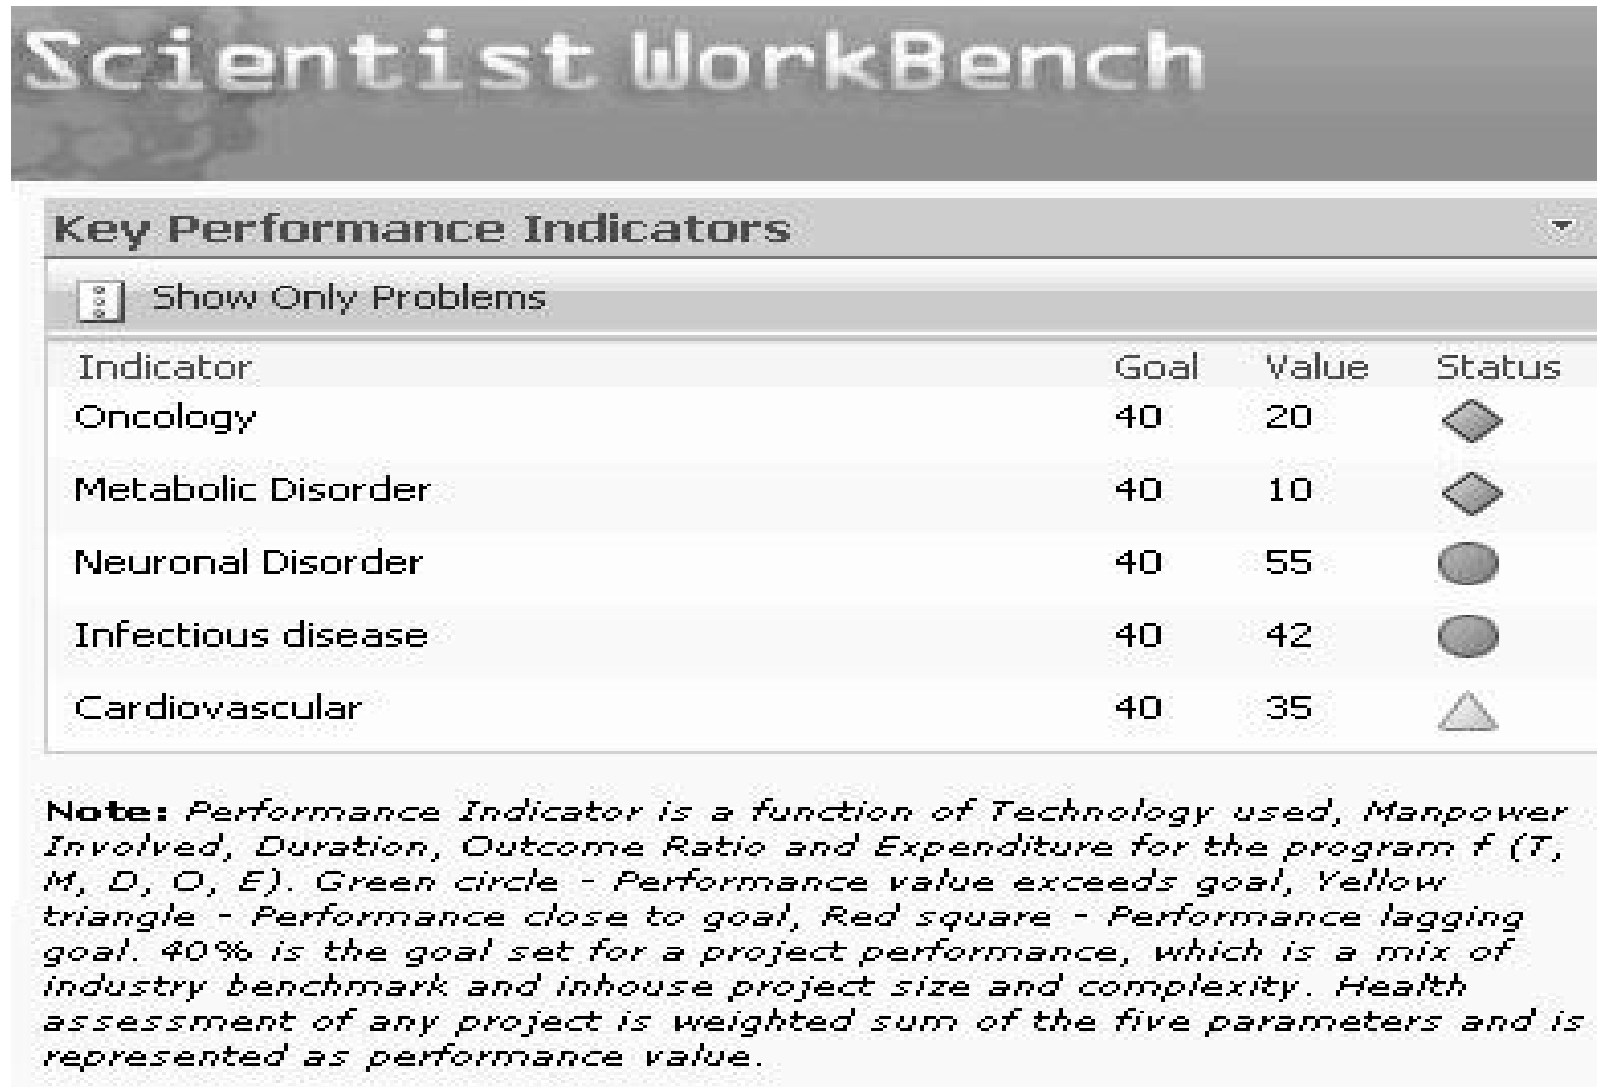 Scientist WorkBench
Key Performance Indicators
Show Only Problems
Indicator Goal Value Status
Oncology 40 20
Metabolic Disorder 40 10
Neuronal Disorder 40 55
Infectious disease 40 42
Cardiovascular 40 35
Note: Performance Indicator is a function of Technology used, Manpower
Involved, Duration, Outcome Ratio and Expenditure for the program f (T,
M, D, O, E). Green circle - Performance value exceeds goal, Yellow
triangle - Performance close to goal, Red square - Performance lagging
goal. 40% is the goal set for a project performance, which is a mix of
industry benchmark and inhouse project size and complexity. Health
assessment of any project is weighted sum of the five parameters and is
represented as performance value.